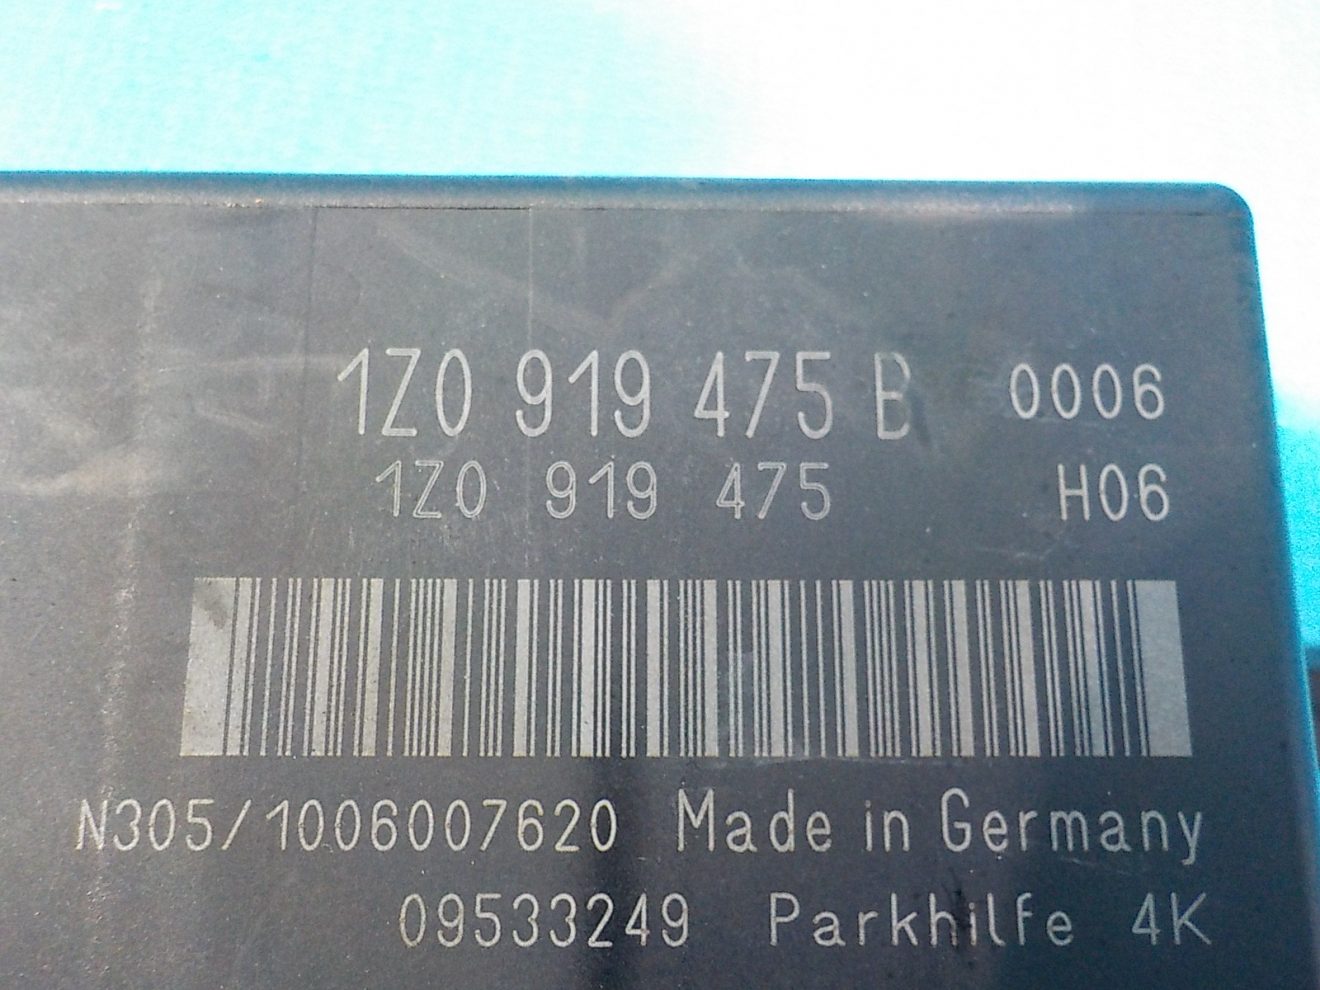 1Z0 919 475 B 0006
1Z0 919 475 H06
N305/1006007620 Made in Germany
09533249 Parkhilfe 4K